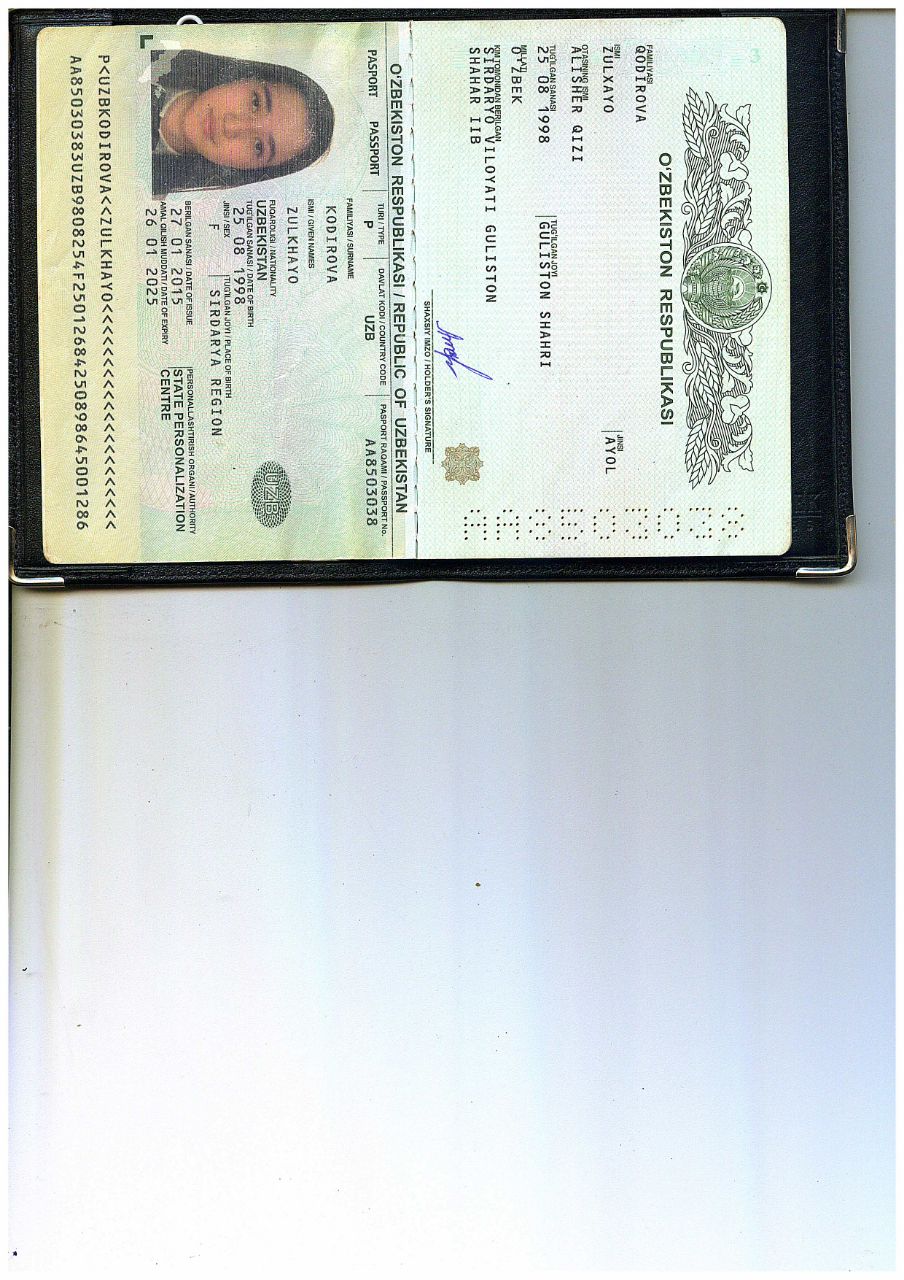 3
O'ZBEKISTON RESPUBLIKASI
FAMILIYASI
QODIROVA
ISMI
ZULXAYO
JINSI
AYOL
OTASINING ISMI
ALISHER QIZI
TUG'ILGAN SANASI
25 08 1998
TUG'ILGAN JOYI
GULISTON SHAHRI
MILLATI
O'ZBEK
KIM TOMONIDAN BERILGAN
SIRDARYO VILOYATI GULISTON
SHAHAR IIB
SHAXSIY IMZO / HOLDER'S SIGNATURE
AA8503038
O'ZBEKISTON RESPUBLIKASI / REPUBLIC OF UZBEKISTAN
PASPORT PASSPORT
TURI / TYPE
P
DAVLAT KODI / COUNTRY CODE
UZB
PASPORT RAQAMI / PASSPORT No.
AA8503038
FAMILIYASI / SURNAME
KODIROVA
ISMI / GIVEN NAMES
ZULKHAYO
FUQAROLIGI / NATIONALITY
UZBEKISTAN
TUG'ILGAN SANASI / DATE OF BIRTH
25 08 1998
JINSI / SEX
F
TUG'ILGAN JOYI / PLACE OF BIRTH
SIRDARYA REGION
BERILGAN SANASI / DATE OF ISSUE
27 01 2015
AMAL QILISH MUDDATI / DATE OF EXPIRY
26 01 2025
PERSONALLASHTIRISH ORGANI / AUTHORITY
STATE PERSONALIZATION
CENTRE
UZB
P<UZBKODIROVA<<ZULKHAYO<<<<<<<<<<<<<<<<<<<<<
AA85030383UZB9808254F25012684250898645001286